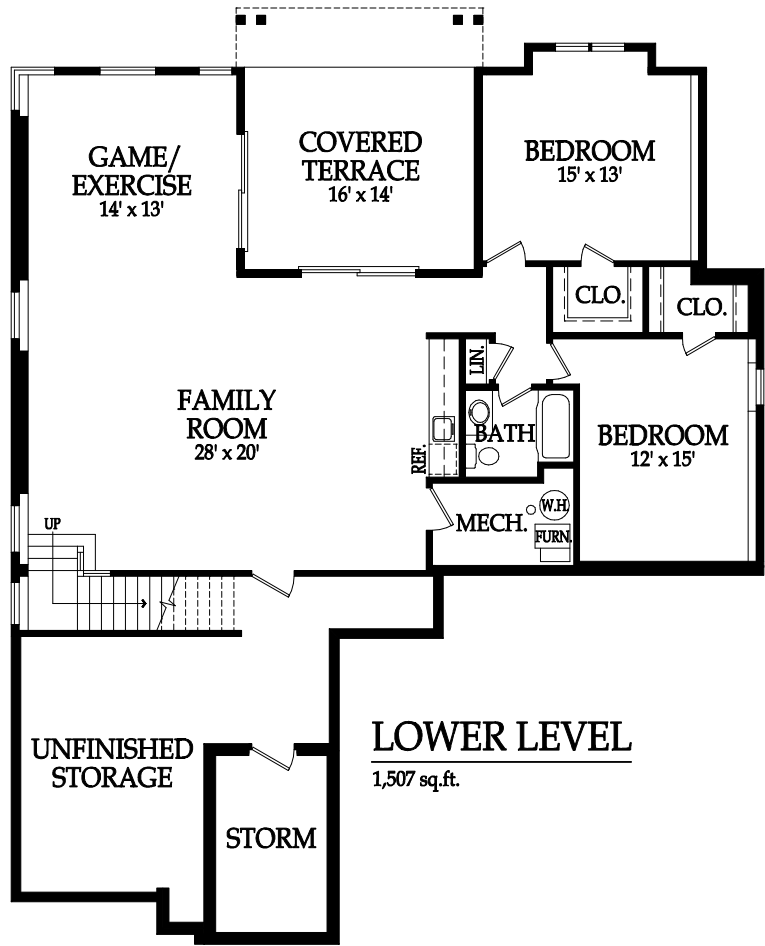 COVERED
TERRACE
16' x 14'
GAME/
EXERCISE
14' x 13'
BEDROOM
15' x 13'
CLO.
CLO.
LIN.
FAMILY
ROOM
28' x 20'
BATH
BEDROOM
12' x 15'
REF.
W.H.
MECH.
FURN.
UP
UNFINISHED
STORAGE
LOWER LEVEL
1,507 sq.ft.
STORM